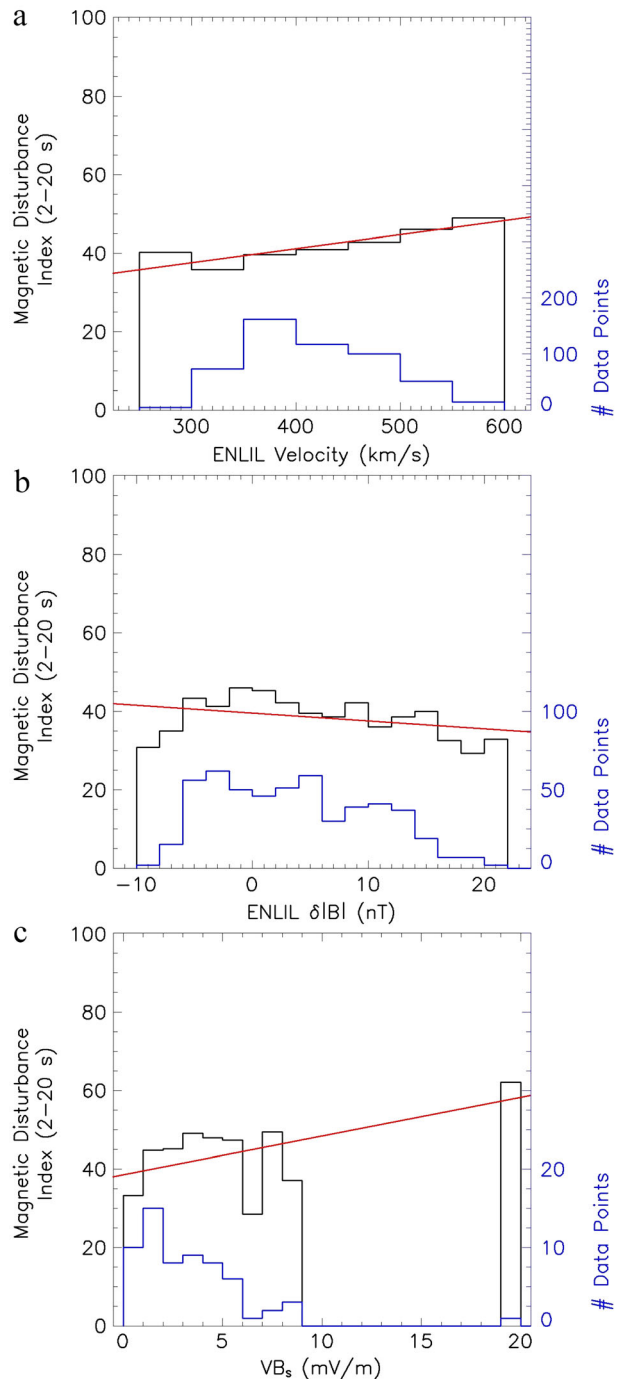 a
100
80
60
40
20
0
Magnetic Disturbance
Index (2−20 s)
200
100
0
# Data Points
300 400 500 600
ENLIL Velocity (km/s)
b
100
80
60
40
20
0
Magnetic Disturbance
Index (2−20 s)
100
50
0
# Data Points
−10 0 10 20
ENLIL δ|B| (nT)
c
100
80
60
40
20
0
Magnetic Disturbance
Index (2−20 s)
20
10
0
# Data Points
0 5 10 15 20
VBs (mV/m)